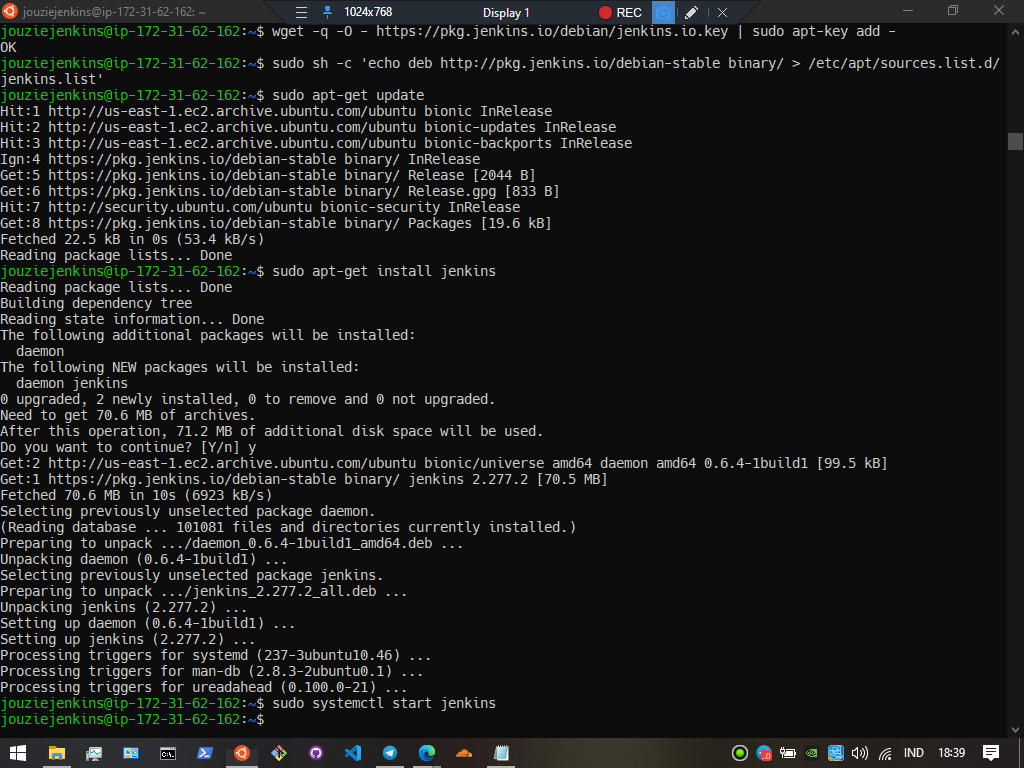 jouziejenkins@ip-172-31-62-162: ~
1024x768
Display 1
REC
jouziejenkins@ip-172-31-62-162:~$ wget -q -O - https://pkg.jenkins.io/debian/jenkins.io.key | sudo apt-key add -
OK
jouziejenkins@ip-172-31-62-162:~$ sudo sh -c 'echo deb http://pkg.jenkins.io/debian-stable binary/ > /etc/apt/sources.list.d/
jenkins.list'
jouziejenkins@ip-172-31-62-162:~$ sudo apt-get update
Hit:1 http://us-east-1.ec2.archive.ubuntu.com/ubuntu bionic InRelease
Hit:2 http://us-east-1.ec2.archive.ubuntu.com/ubuntu bionic-updates InRelease
Hit:3 http://us-east-1.ec2.archive.ubuntu.com/ubuntu bionic-backports InRelease
Ign:4 https://pkg.jenkins.io/debian-stable binary/ InRelease
Get:5 https://pkg.jenkins.io/debian-stable binary/ Release [2044 B]
Get:6 https://pkg.jenkins.io/debian-stable binary/ Release.gpg [833 B]
Hit:7 http://security.ubuntu.com/ubuntu bionic-security InRelease
Get:8 https://pkg.jenkins.io/debian-stable binary/ Packages [19.6 kB]
Fetched 22.5 kB in 0s (53.4 kB/s)
Reading package lists... Done
jouziejenkins@ip-172-31-62-162:~$ sudo apt-get install jenkins
Reading package lists... Done
Building dependency tree
Reading state information... Done
The following additional packages will be installed:
  daemon
The following NEW packages will be installed:
  daemon jenkins
0 upgraded, 2 newly installed, 0 to remove and 0 not upgraded.
Need to get 70.6 MB of archives.
After this operation, 71.2 MB of additional disk space will be used.
Do you want to continue? [Y/n] y
Get:2 http://us-east-1.ec2.archive.ubuntu.com/ubuntu bionic/universe amd64 daemon amd64 0.6.4-1build1 [99.5 kB]
Get:1 https://pkg.jenkins.io/debian-stable binary/ jenkins 2.277.2 [70.5 MB]
Fetched 70.6 MB in 10s (6923 kB/s)
Selecting previously unselected package daemon.
(Reading database ... 101081 files and directories currently installed.)
Preparing to unpack .../daemon_0.6.4-1build1_amd64.deb ...
Unpacking daemon (0.6.4-1build1) ...
Selecting previously unselected package jenkins.
Preparing to unpack .../jenkins_2.277.2_all.deb ...
Unpacking jenkins (2.277.2) ...
Setting up daemon (0.6.4-1build1) ...
Setting up jenkins (2.277.2) ...
Processing triggers for systemd (237-3ubuntu10.46) ...
Processing triggers for man-db (2.8.3-2ubuntu0.1) ...
Processing triggers for ureadahead (0.100.0-21) ...
jouziejenkins@ip-172-31-62-162:~$ sudo systemctl start jenkins
jouziejenkins@ip-172-31-62-162:~$
IND
18:39